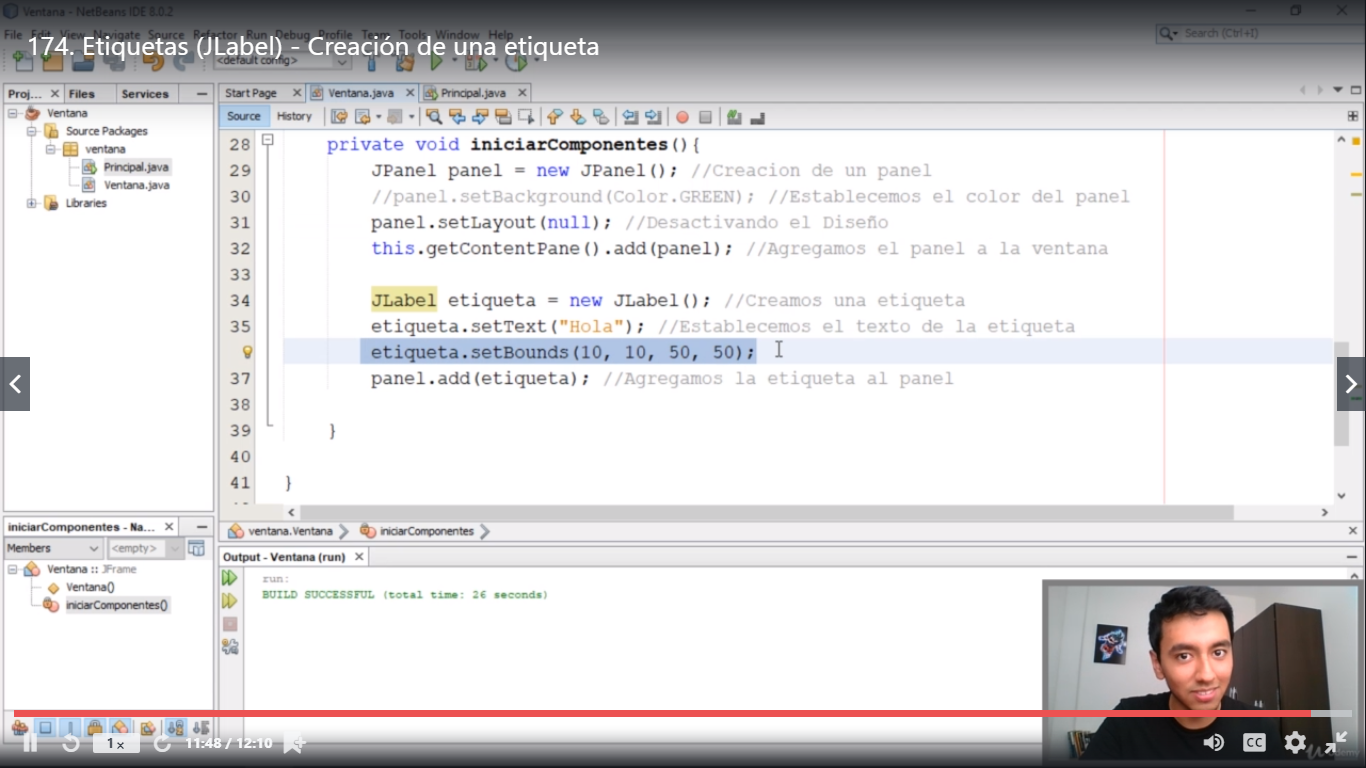 Ventana - NetBeans IDE 8.0.2
File Edit View Navigate Source Refactor Run Debug Profile Team Tools Window Help
Search (Ctrl+I)
174. Etiquetas (JLabel) - Creación de una etiqueta
<default config>
Proj... Files Services
Start Page Ventana.java Principal.java
Source History
Ventana
Source Packages
ventana
Principal.java
Ventana.java
Libraries
28 private void iniciarComponentes(){
29 JPanel panel = new JPanel(); //Creacion de un panel
30 //panel.setBackground(Color.GREEN); //Establecemos el color del panel
31 panel.setLayout(null); //Desactivando el Diseño
32 this.getContentPane().add(panel); //Agregamos el panel a la ventana
33
34 JLabel etiqueta = new JLabel(); //Creamos una etiqueta
35 etiqueta.setText("Hola"); //Establecemos el texto de la etiqueta
etiqueta.setBounds(10, 10, 50, 50);
37 panel.add(etiqueta); //Agregamos la etiqueta al panel
38
39 }
40
41 }
ventana.Ventana iniciarComponentes
iniciarComponentes - Na...
Members <empty>
Ventana :: JFrame
Ventana()
iniciarComponentes()
Output - Ventana (run)
run:
BUILD SUCCESSFUL (total time: 26 seconds)
1x
11:48 / 12:10
CC